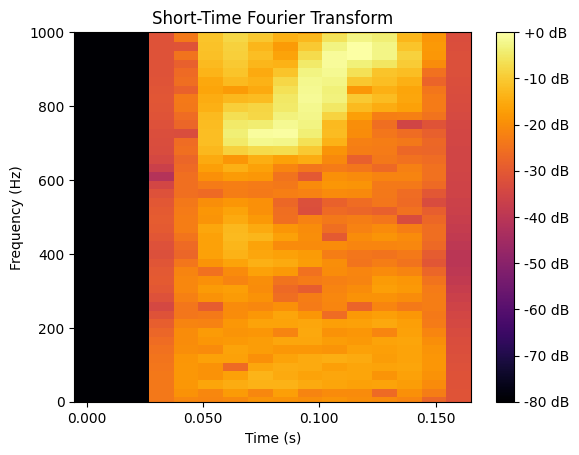 Short-Time Fourier Transform
Frequency (Hz)
1000
800
600
400
200
0
0.000
0.050
0.100
0.150
Time (s)
+0 dB
-10 dB
-20 dB
-30 dB
-40 dB
-50 dB
-60 dB
-70 dB
-80 dB